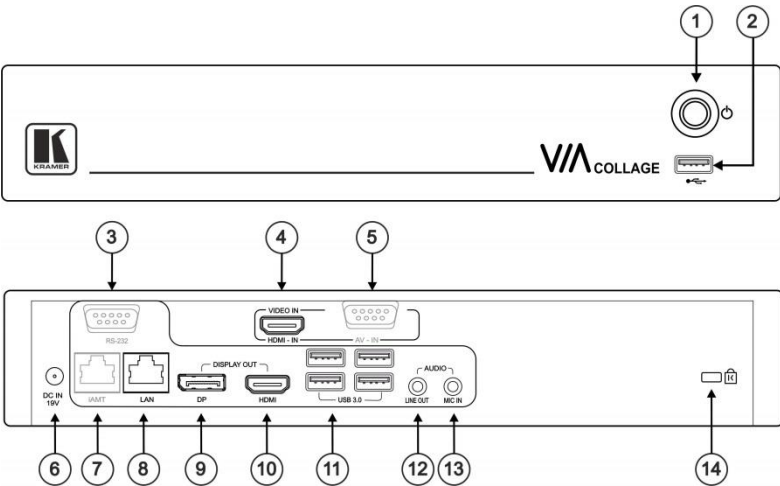 1
2
K
KRAMER
VIA COLLAGE
3
4
5
RS-232
VIDEO IN
HDMI - IN
AV - IN
DISPLAY OUT
AUDIO
DC IN
19V
IAMT
LAN
DP
HDMI
USB 3.0
LINE OUT
MIC IN
K
6
7
8
9
10
11
12
13
14